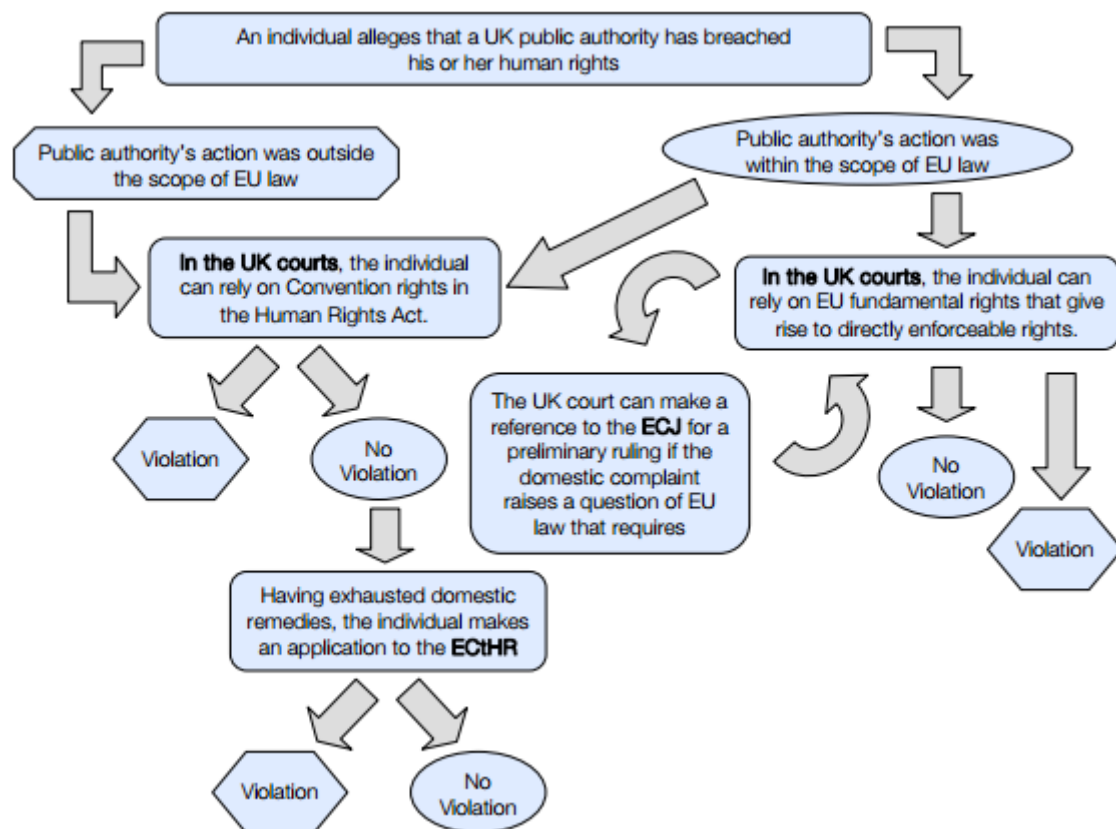 An individual alleges that a UK public authority has breached
his or her human rights
Public authority's action was outside
the scope of EU law
Public authority's action was
within the scope of EU law
In the UK courts, the individual
can rely on Convention rights in
the Human Rights Act.
In the UK courts, the individual can
rely on EU fundamental rights that give
rise to directly enforceable rights.
Violation
No
Violation
The UK court can make a
reference to the ECJ for a
preliminary ruling if the
domestic complaint
raises a question of EU
law that requires
No
Violation
Violation
Having exhausted domestic
remedies, the individual makes
an application to the ECtHR
Violation
No
Violation